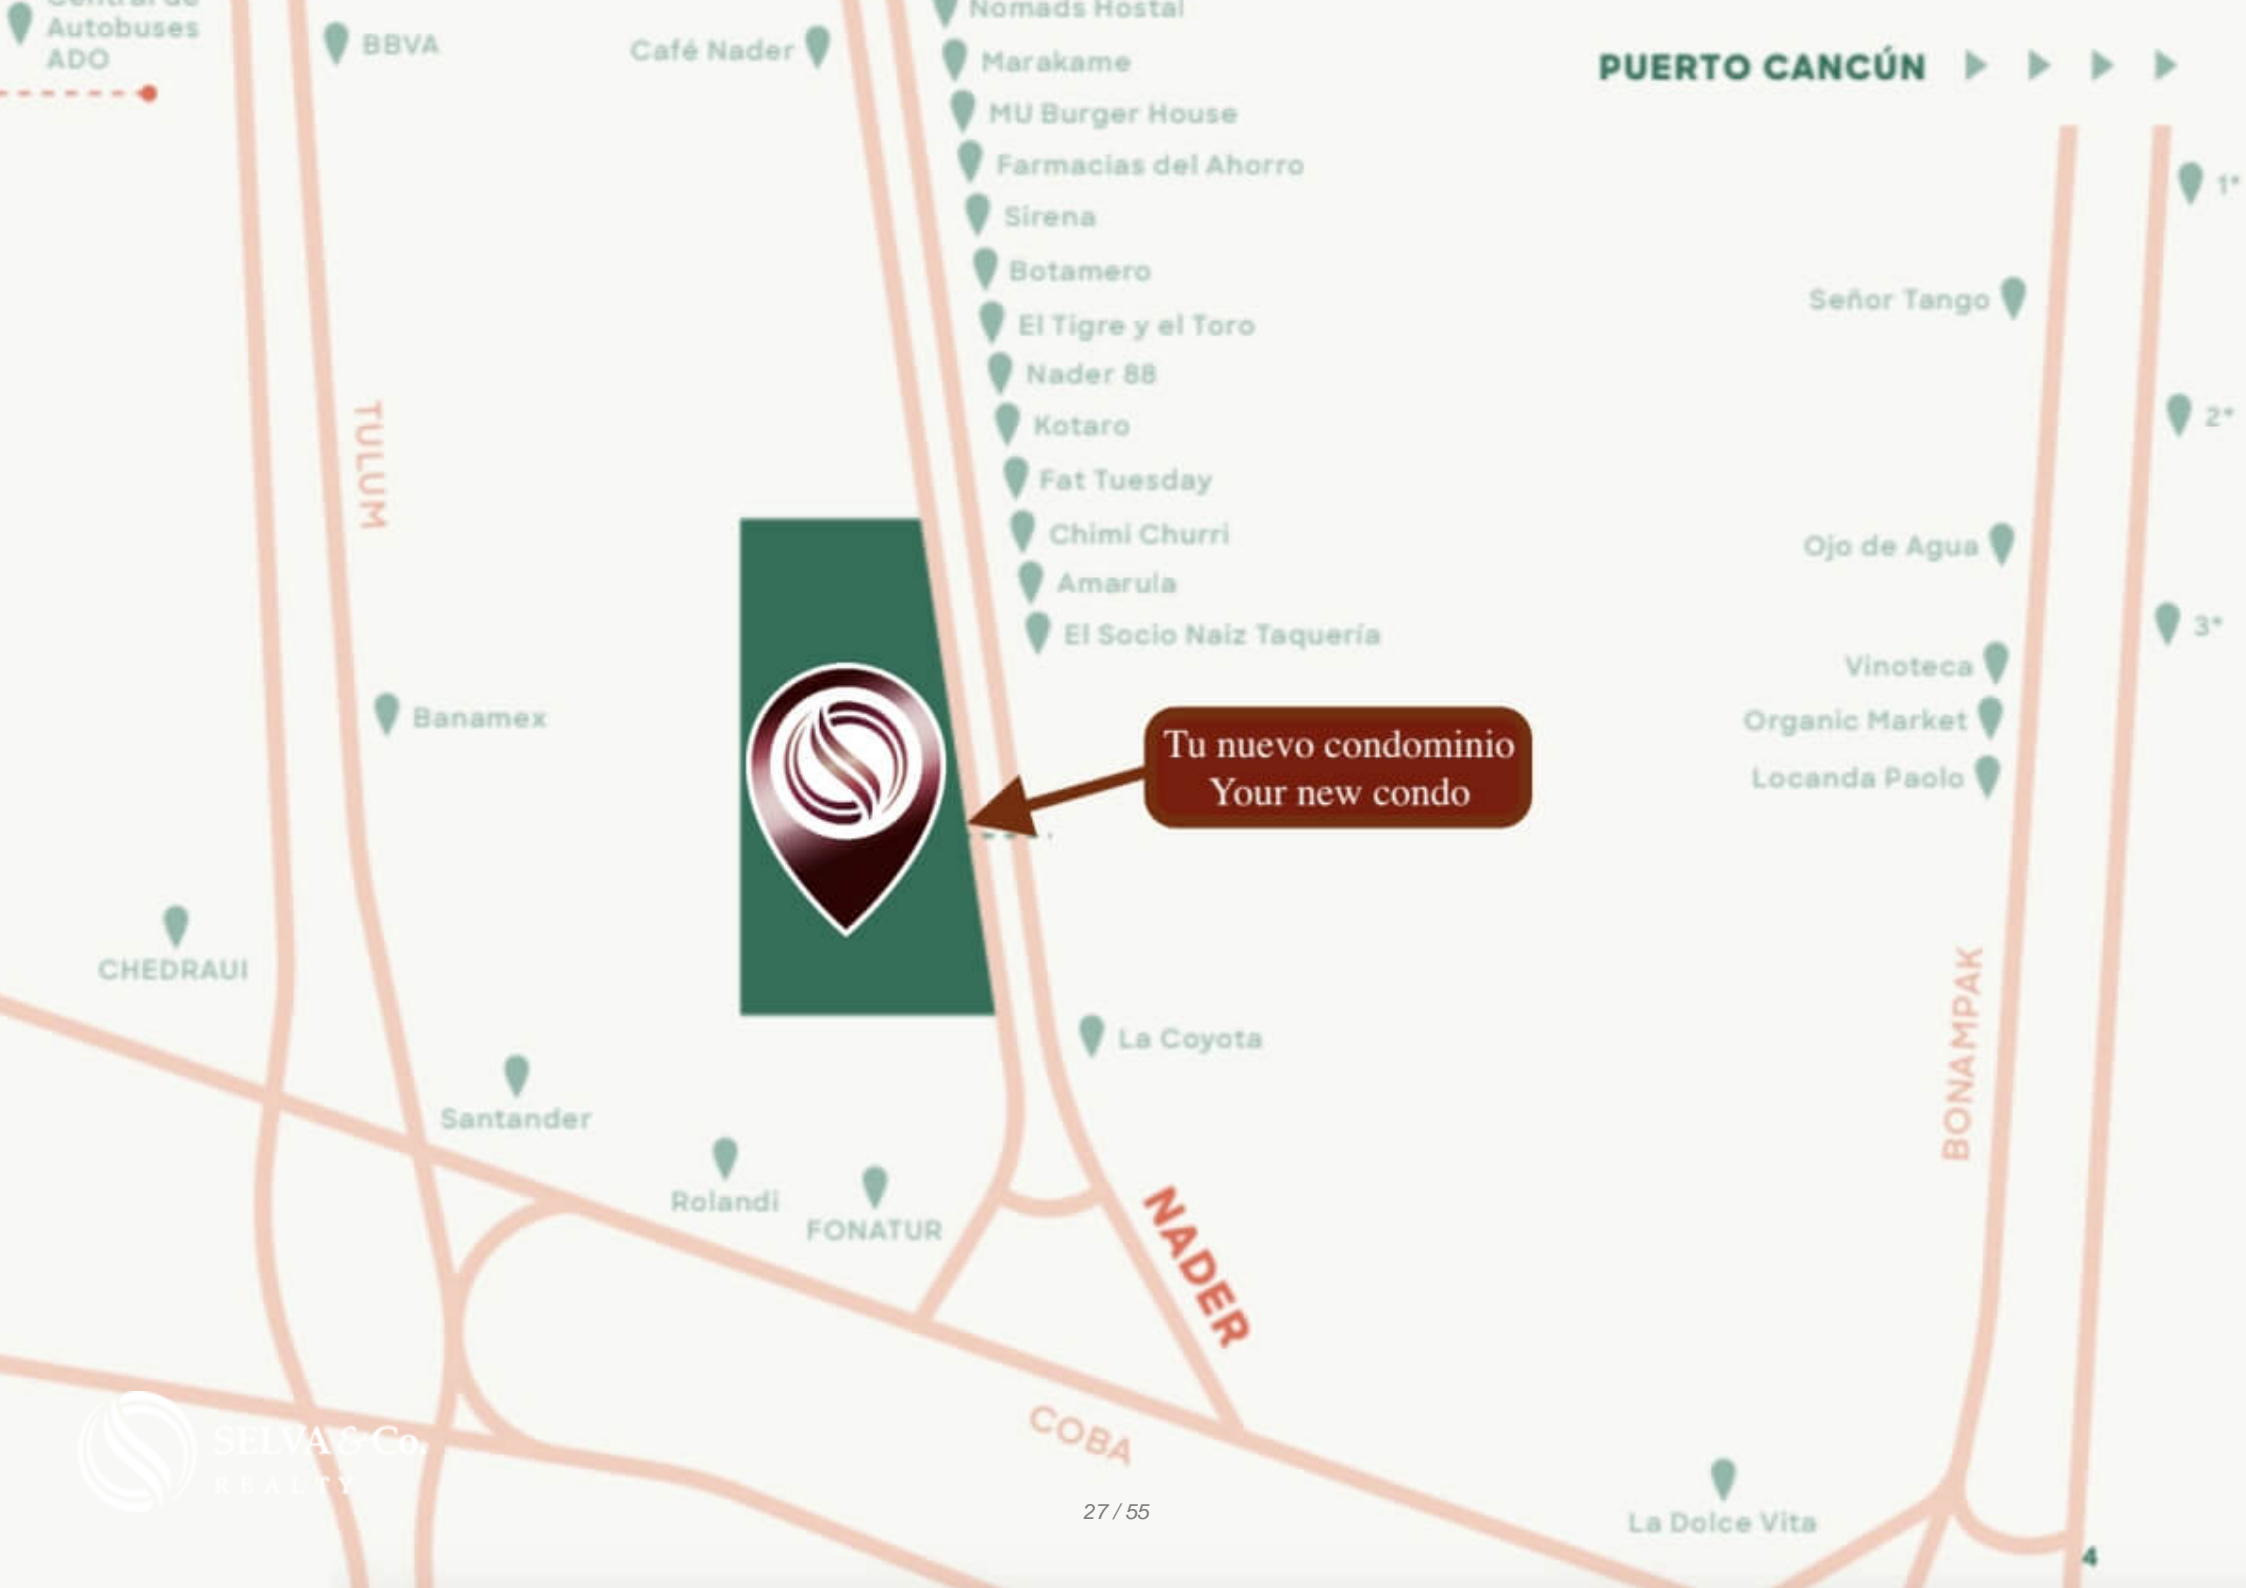 Central de
Autobuses
ADO
BBVA
Café Nader
Nomads Hostal
Marakame
MU Burger House
Farmacias del Ahorro
Sirena
Botamero
El Tigre y el Toro
Nader 88
Kotaro
Fat Tuesday
Chimi Churri
Amarula
El Socio Naiz Taquería
PUERTO CANCÚN
1*
Señor Tango
2*
Ojo de Agua
3*
Vinoteca
Organic Market
Locanda Paolo
TULUM
Banamex
Tu nuevo condominio
Your new condo
CHEDRAUI
La Coyota
BONAMPAK
Santander
Rolandi
FONATUR
NADER
COBA
SELVA & Co.
REALTY
27 / 55
La Dolce Vita
4